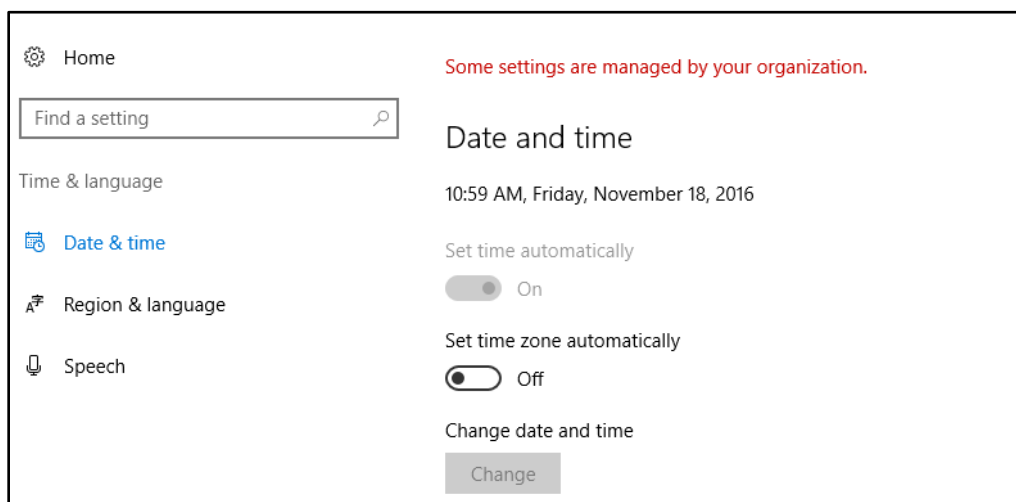 Home
Find a setting
Time & language
Date & time
Region & language
Speech
Some settings are managed by your organization.
Date and time
10:59 AM, Friday, November 18, 2016
Set time automatically
On
Set time zone automatically
Off
Change date and time
Change